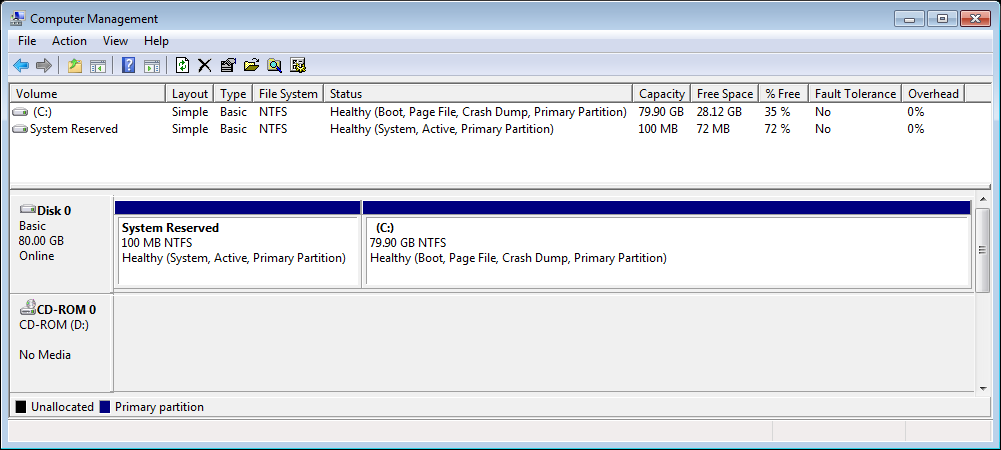 Computer Management
File Action View Help
Volume Layout Type File System Status Capacity Free Space % Free Fault Tolerance Overhead
(C:) Simple Basic NTFS Healthy (Boot, Page File, Crash Dump, Primary Partition) 79.90 GB 28.12 GB 35 % No 0%
System Reserved Simple Basic NTFS Healthy (System, Active, Primary Partition) 100 MB 72 MB 72 % No 0%
Disk 0
Basic
80.00 GB
Online
System Reserved
100 MB NTFS
Healthy (System, Active, Primary Partition)
(C:)
79.90 GB NTFS
Healthy (Boot, Page File, Crash Dump, Primary Partition)
CD-ROM 0
CD-ROM (D:)
No Media
Unallocated Primary partition